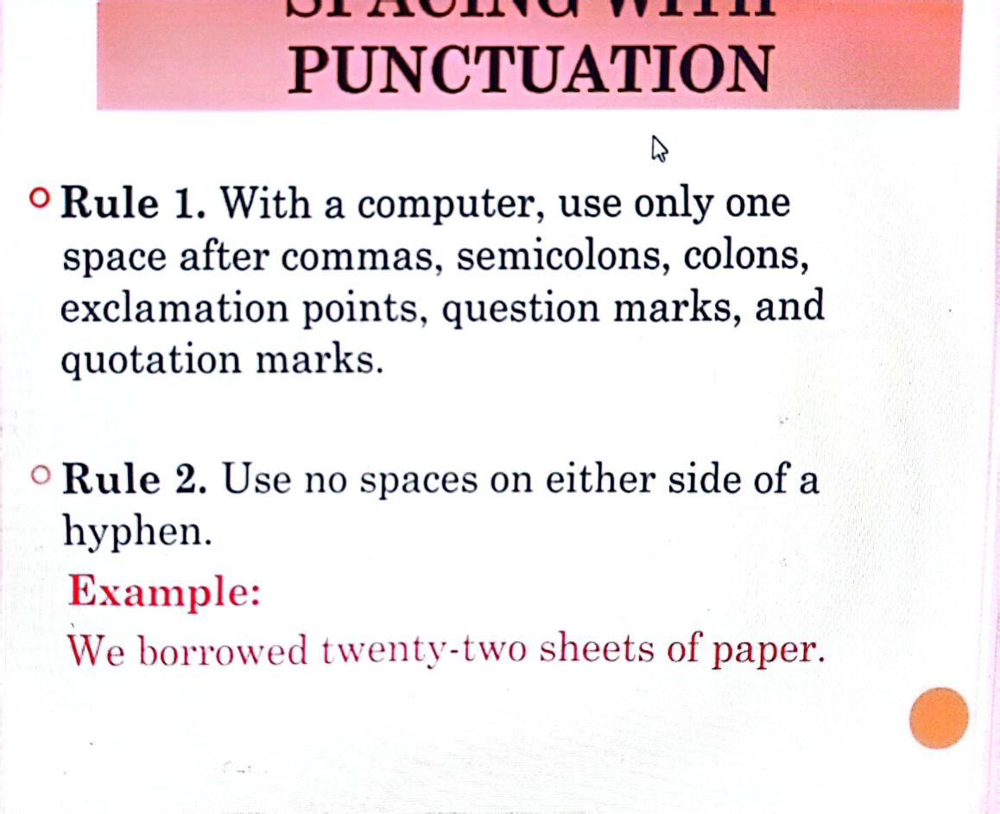 SPACING WITH
PUNCTUATION
Rule 1. With a computer, use only one
space after commas, semicolons, colons,
exclamation points, question marks, and
quotation marks.
Rule 2. Use no spaces on either side of a
hyphen.
Example:
We borrowed twenty-two sheets of paper.